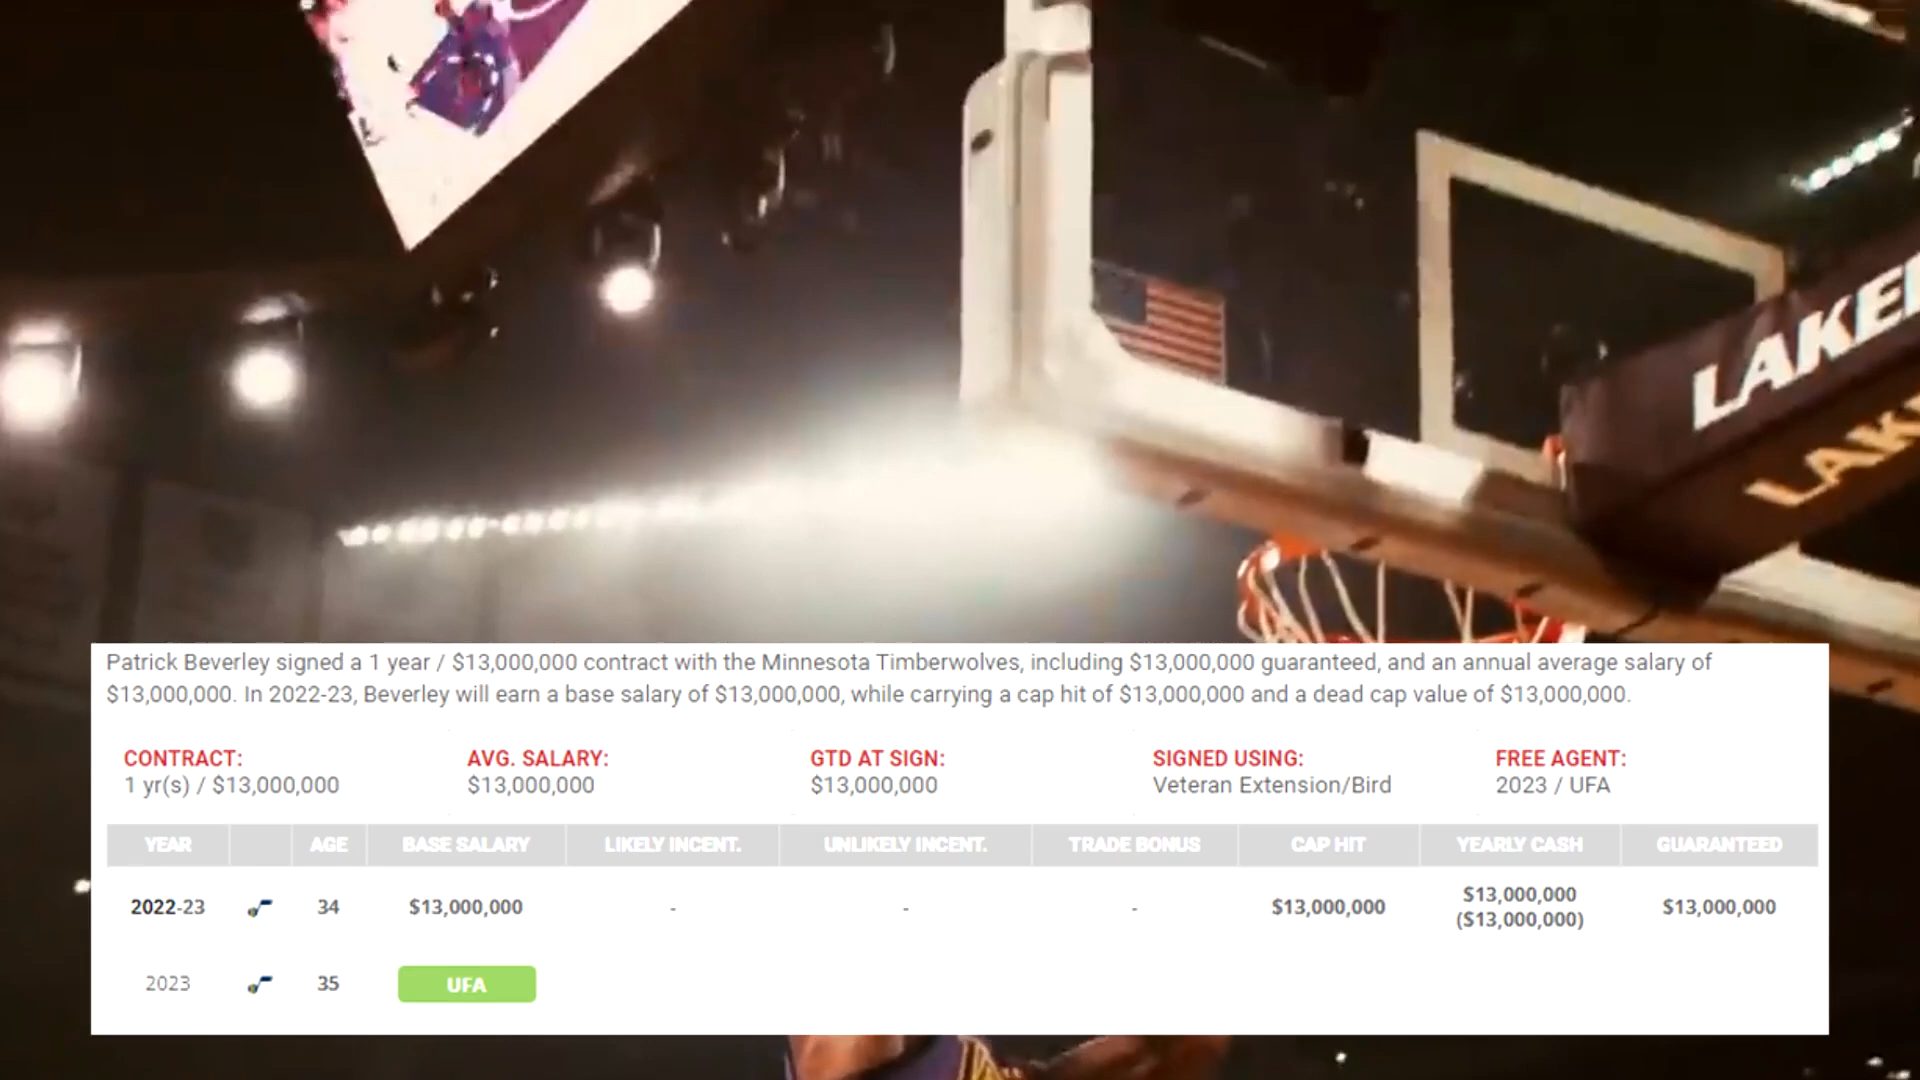 LAKE
LAK
Patrick Beverley signed a 1 year / $13,000,000 contract with the Minnesota Timberwolves, including $13,000,000 guaranteed, and an annual average salary of
$13,000,000. In 2022-23, Beverley will earn a base salary of $13,000,000, while carrying a cap hit of $13,000,000 and a dead cap value of $13,000,000.
CONTRACT: AVG. SALARY: GTD AT SIGN: SIGNED USING: FREE AGENT:
1 yr(s) / $13,000,000 $13,000,000 $13,000,000 Veteran Extension/Bird 2023 / UFA
YEAR AGE BASE SALARY LIKELY INCENT. UNLIKELY INCENT. TRADE BONUS CAP HIT YEARLY CASH GUARANTEED
2022-23 34 $13,000,000 - - - $13,000,000 $13,000,000 ($13,000,000) $13,000,000
2023 35 UFA